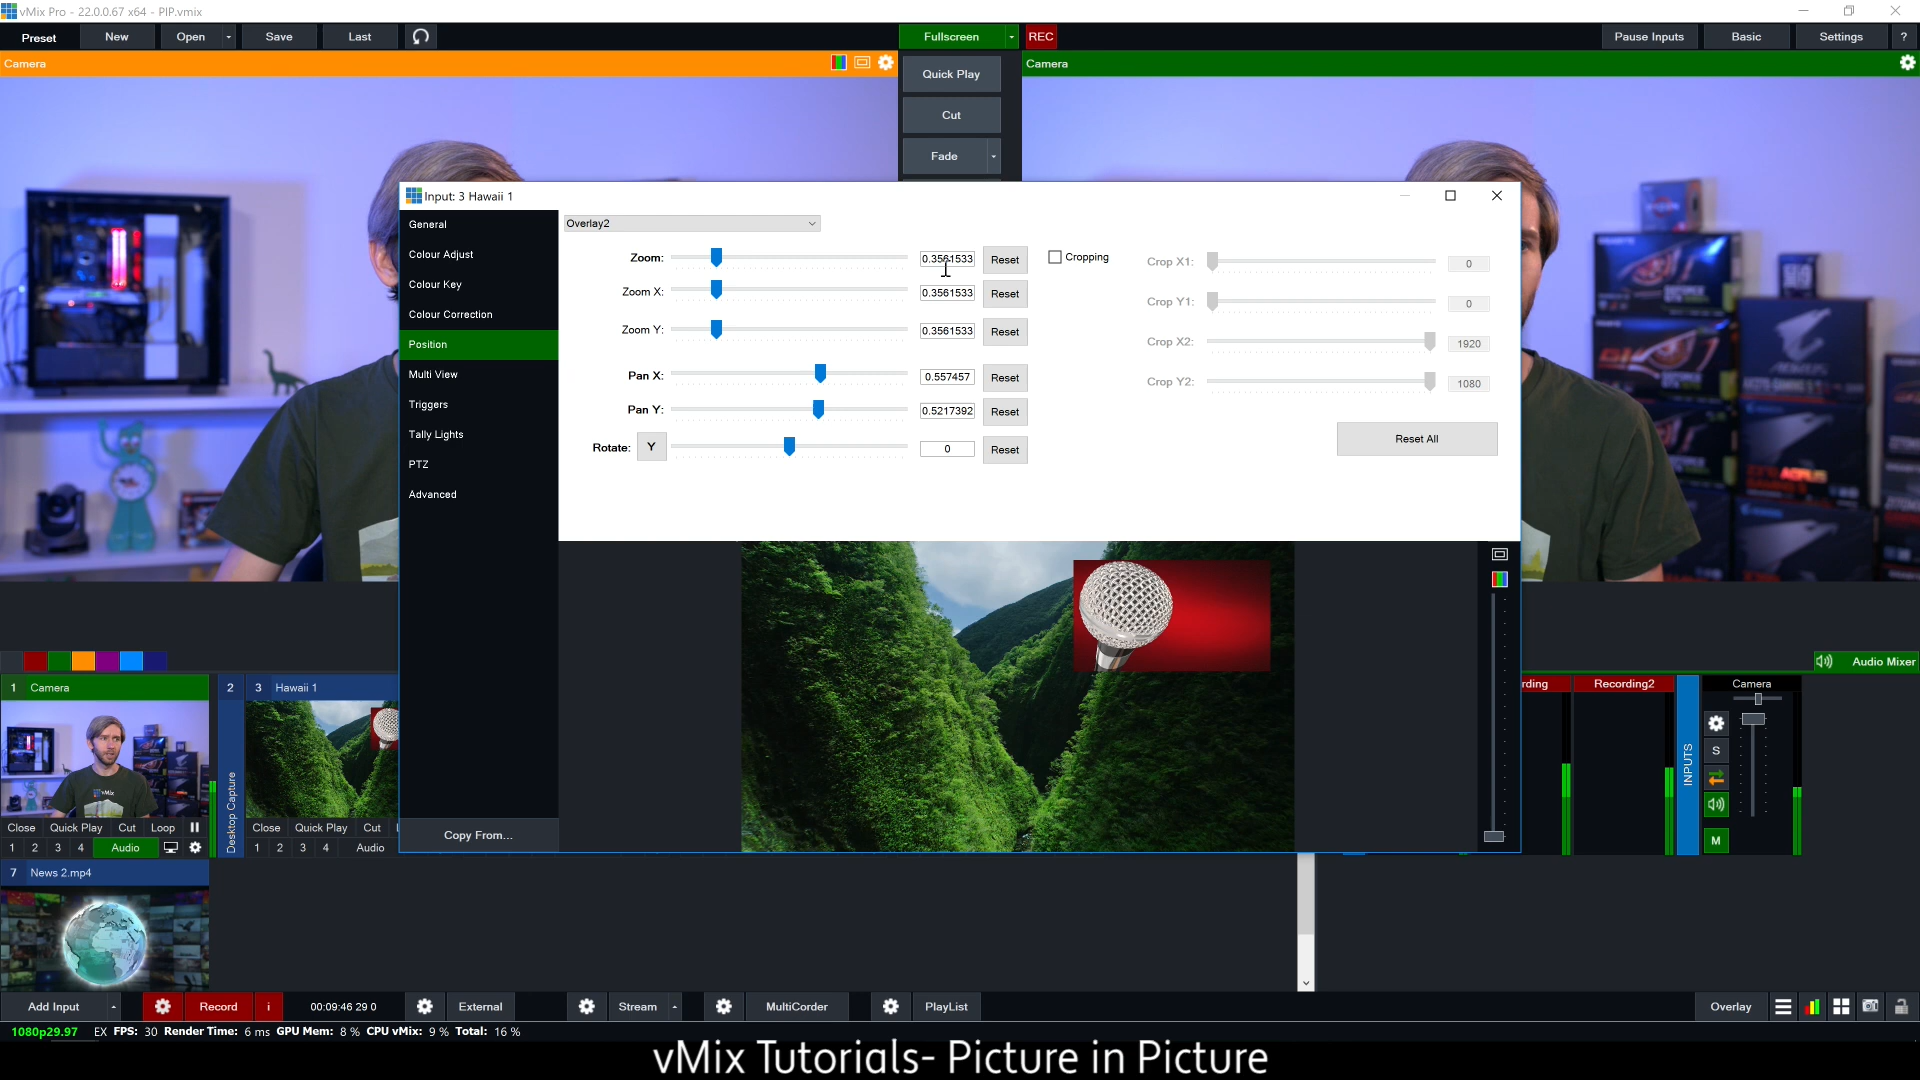 vMix Pro - 22.0.0.67 x64 - PIP.vmix
Preset New Open Save Last Fullscreen REC Pause Inputs Basic Settings ?
Camera
Quick Play
Cut
Fade
Camera
Input: 3 Hawaii 1
General
Colour Adjust
Colour Key
Colour Correction
Position
Multi View
Triggers
Tally Lights
PTZ
Advanced
Copy From...
Overlay2
Zoom: 0.3561533 Reset
Zoom X: 0.3561533 Reset
Zoom Y: 0.3561533 Reset
Pan X: 0.557457 Reset
Pan Y: 0.5217392 Reset
Rotate: Y 0 Reset
Cropping
Crop X1: 0
Crop Y1: 0
Crop X2: 1920
Crop Y2: 1080
Reset All
Audio Mixer
1 Camera
Close Quick Play Cut Loop
1 2 3 4 Audio
2
Desktop Capture
3 Hawaii 1
Close Quick Play Cut L
1 2 3 4 Audio
rding
Recording2
INPUTS
Camera
S
M
7 News 2.mp4
Add Input Record i 00:09:46 29 0 External Stream MultiCorder PlayList Overlay
1080p29.97 EX FPS: 30 Render Time: 6 ms GPU Mem: 8 % CPU vMix: 9 % Total: 16 %
vMix Tutorials- Picture in Picture